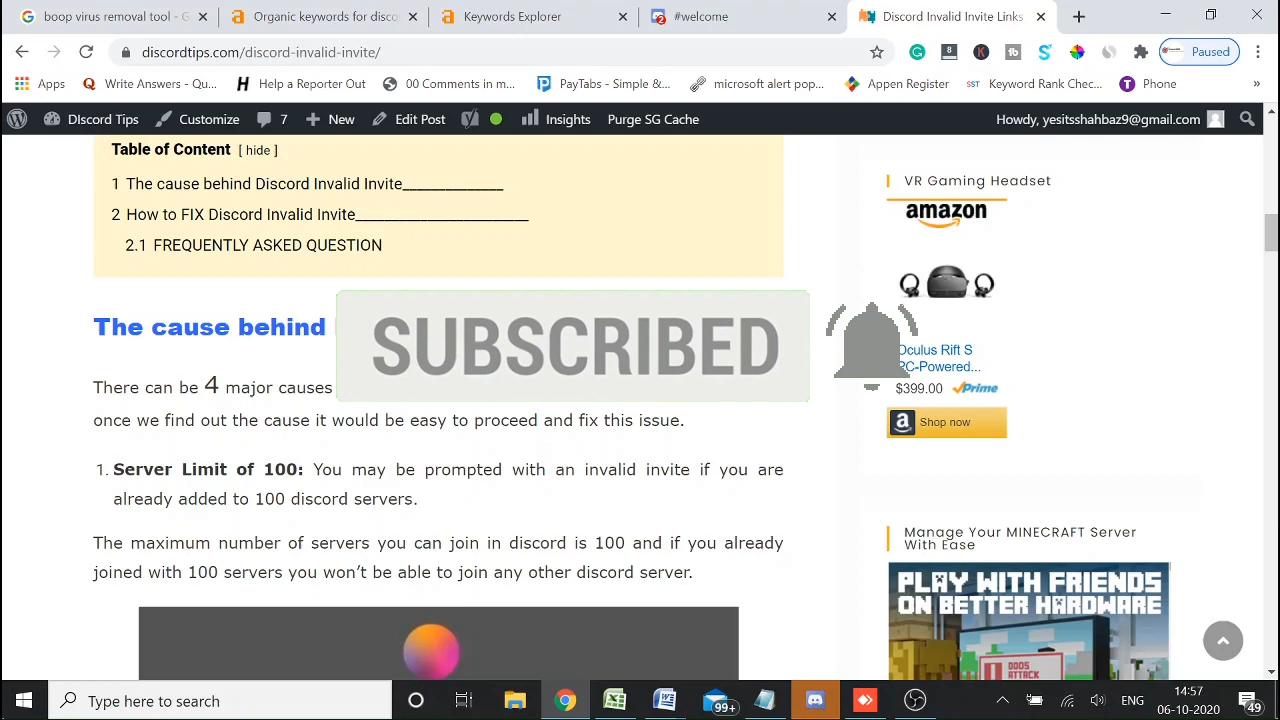 boop virus removal tool - G
Organic keywords for disco
Keywords Explorer
2
#welcome
Discord Invalid Invite Links
discordtips.com/discord-invalid-invite/
8
K
tb
S
Paused
Apps
Write Answers - Qu...
Help a Reporter Out
00 Comments in m...
PayTabs - Simple &...
microsoft alert pop...
Appen Register
SST Keyword Rank Chec...
T Phone
»
DIscord Tips
Customize
7
New
Edit Post
Insights
Purge SG Cache
Howdy, yesitsshahbaz9@gmail.com
Table of Content [ hide ]
1 The cause behind Discord Invalid Invite______________
2 How to FIX Discord Invalid Invite________________________
2.1 FREQUENTLY ASKED QUESTION
The cause behind
SUBSCRIBED
There can be 4 major causes
once we find out the cause it would be easy to proceed and fix this issue.
1. Server Limit of 100: You may be prompted with an invalid invite if you are
already added to 100 discord servers.
The maximum number of servers you can join in discord is 100 and if you already
joined with 100 servers you won't be able to join any other discord server.
VR Gaming Headset
amazon
Oculus Rift S
PC-Powered...
$399.00 Prime
Shop now
Manage Your MINECRAFT Server
With Ease
PLAY WITH FRIENDS
ON BETTER HARDWARE
DDOS
ATTACK
Type here to search
99+
ENG
14:57
06-10-2020
49